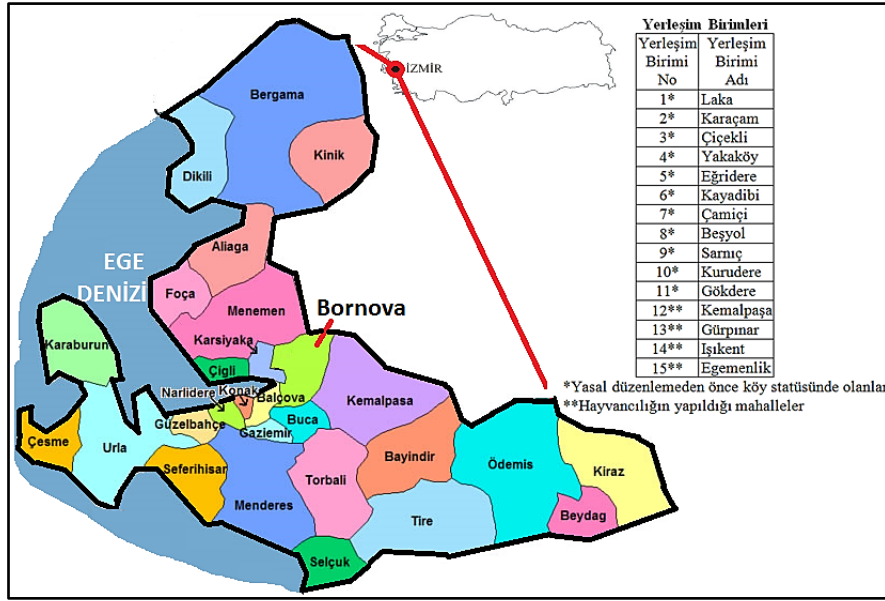 Yerleşim Birimleri
Yerleşim Birimi No
Yerleşim Birimi Adı
1* Laka
2* Karaçam
3* Çiçekli
4* Yakaköy
5* Eğridere
6* Kayadibi
7* Çamiçi
8* Beşyol
9* Sarnıç
10* Kurudere
11* Gökdere
12** Kemalpaşa
13** Gürpınar
14** Işıkent
15** Egemenlik
*Yasal düzenlemeden önce köy statüsünde olanlar
**Hayvancılığın yapıldığı mahalleler
İZMİR
Bergama
Kinik
Dikili
Aliaga
EGE
DENİZİ
Foça
Menemen
Bornova
Karsiyaka
Karaburun
Çigli
Narlidere
Konak
Balçova
Kemalpasa
Güzelbahçe
Gaziemir
Buca
Çesme
Urla
Seferihisar
Bayindir
Ödemis
Kiraz
Torbali
Menderes
Beydag
Tire
Selçuk